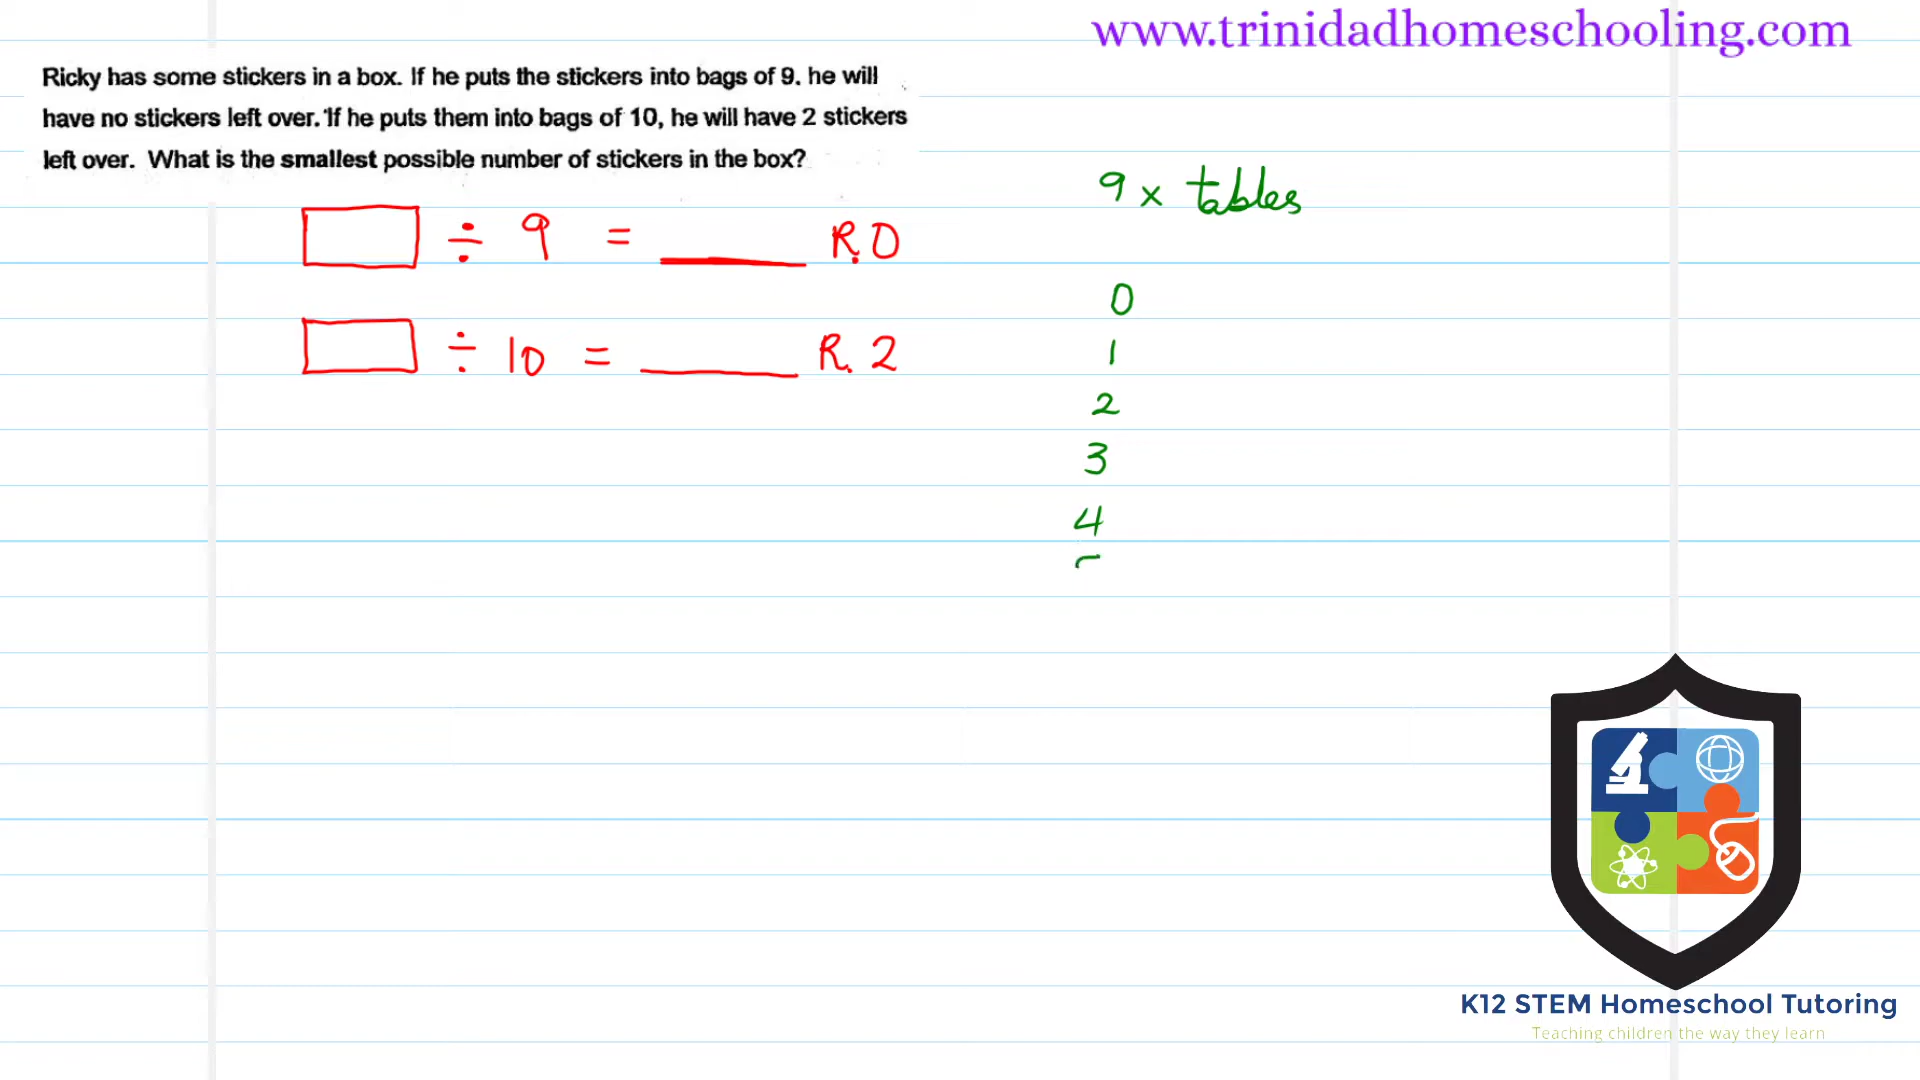 www.trinidadhomeschooling.com
Ricky has some stickers in a box. If he puts the stickers into bags of 9. he will
have no stickers left over. If he puts them into bags of 10, he will have 2 stickers
left over. What is the smallest possible number of stickers in the box?
9 x tables
÷ 9 = R. 0
÷ 10 = R. 2
0
1
2
3
4
K12 STEM Homeschool Tutoring
Teaching children the way they learn